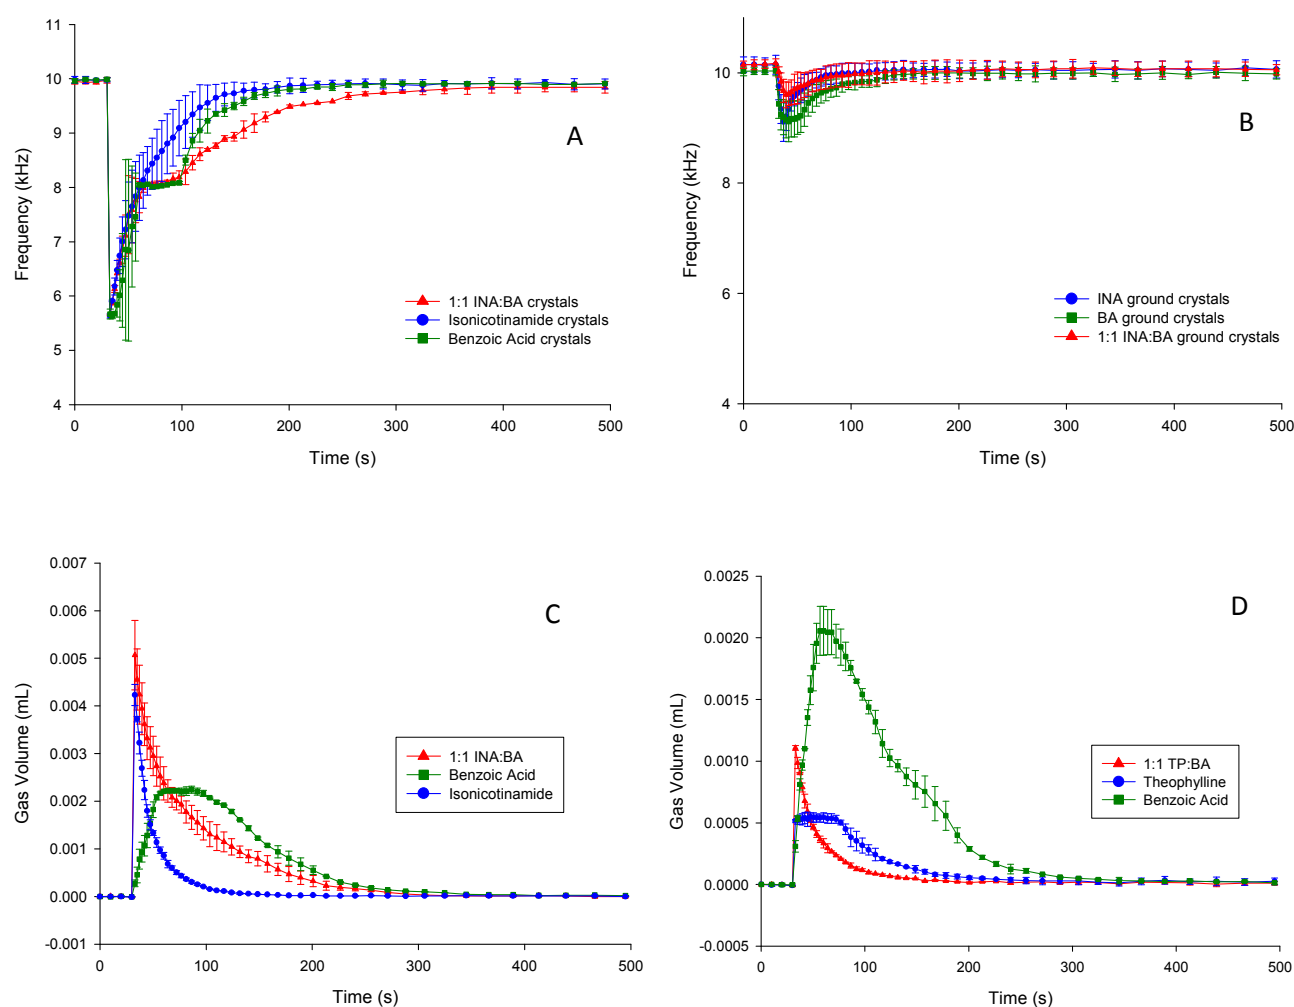 11
10
9
8
7
6
5
4
Frequency (kHz)
0 100 200 300 400 500
Time (s)
A
1:1 INA:BA crystals
Isonicotinamide crystals
Benzoic Acid crystals
10
8
6
4
Frequency (kHz)
0 100 200 300 400 500
Time (s)
B
INA ground crystals
BA ground crystals
1:1 INA:BA ground crystals
0.007
0.006
0.005
0.004
0.003
0.002
0.001
0.000
-0.001
Gas Volume (mL)
0 100 200 300 400 500
Time (s)
C
1:1 INA:BA
Benzoic Acid
Isonicotinamide
0.0025
0.0020
0.0015
0.0010
0.0005
0.0000
-0.0005
Gas Volume (mL)
0 100 200 300 400 500
Time (s)
D
1:1 TP:BA
Theophylline
Benzoic Acid